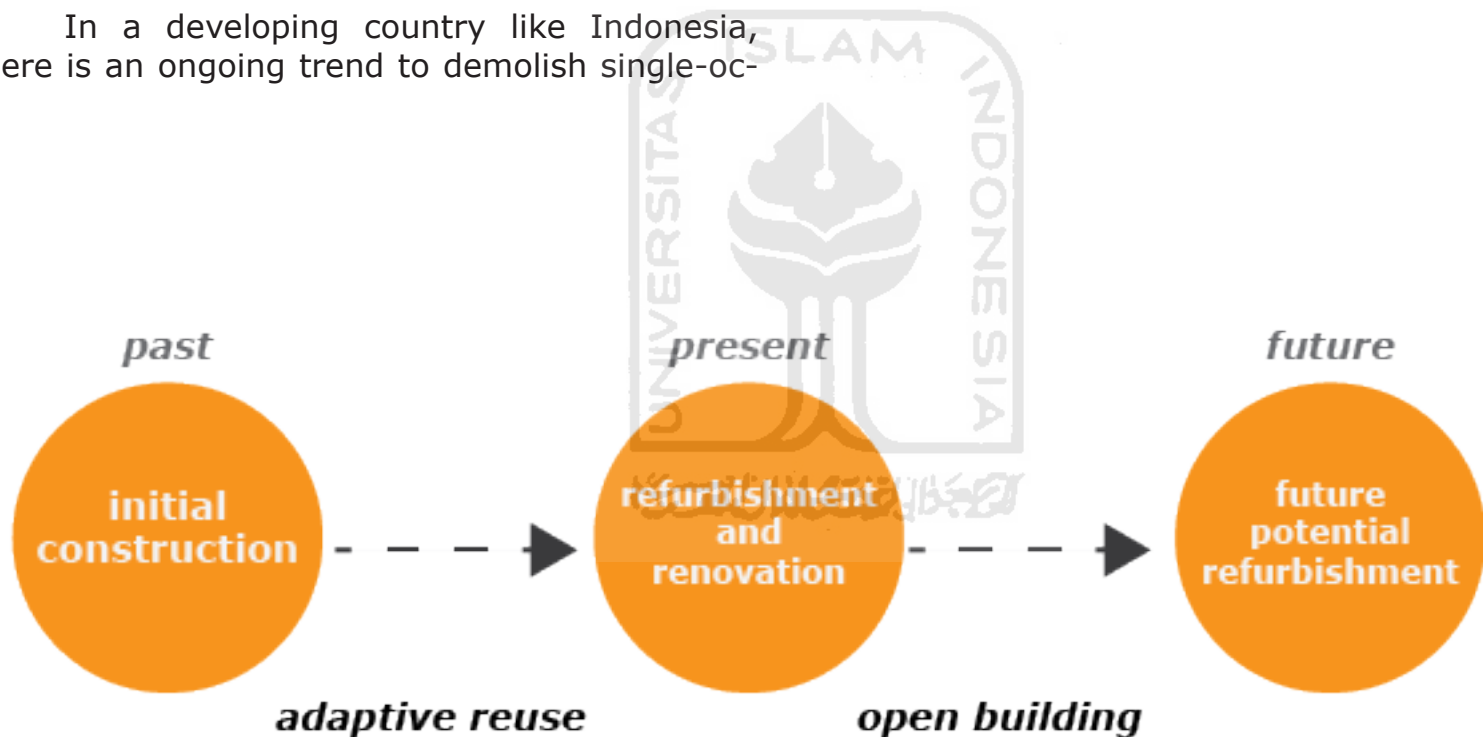 In a developing country like Indonesia,
ere is an ongoing trend to demolish single-oc-
ISLAM
UNIVERSITAS
INDONESIA
past
present
future
initial
construction
refurbishment
and
renovation
future
potential
refurbishment
adaptive reuse
open building